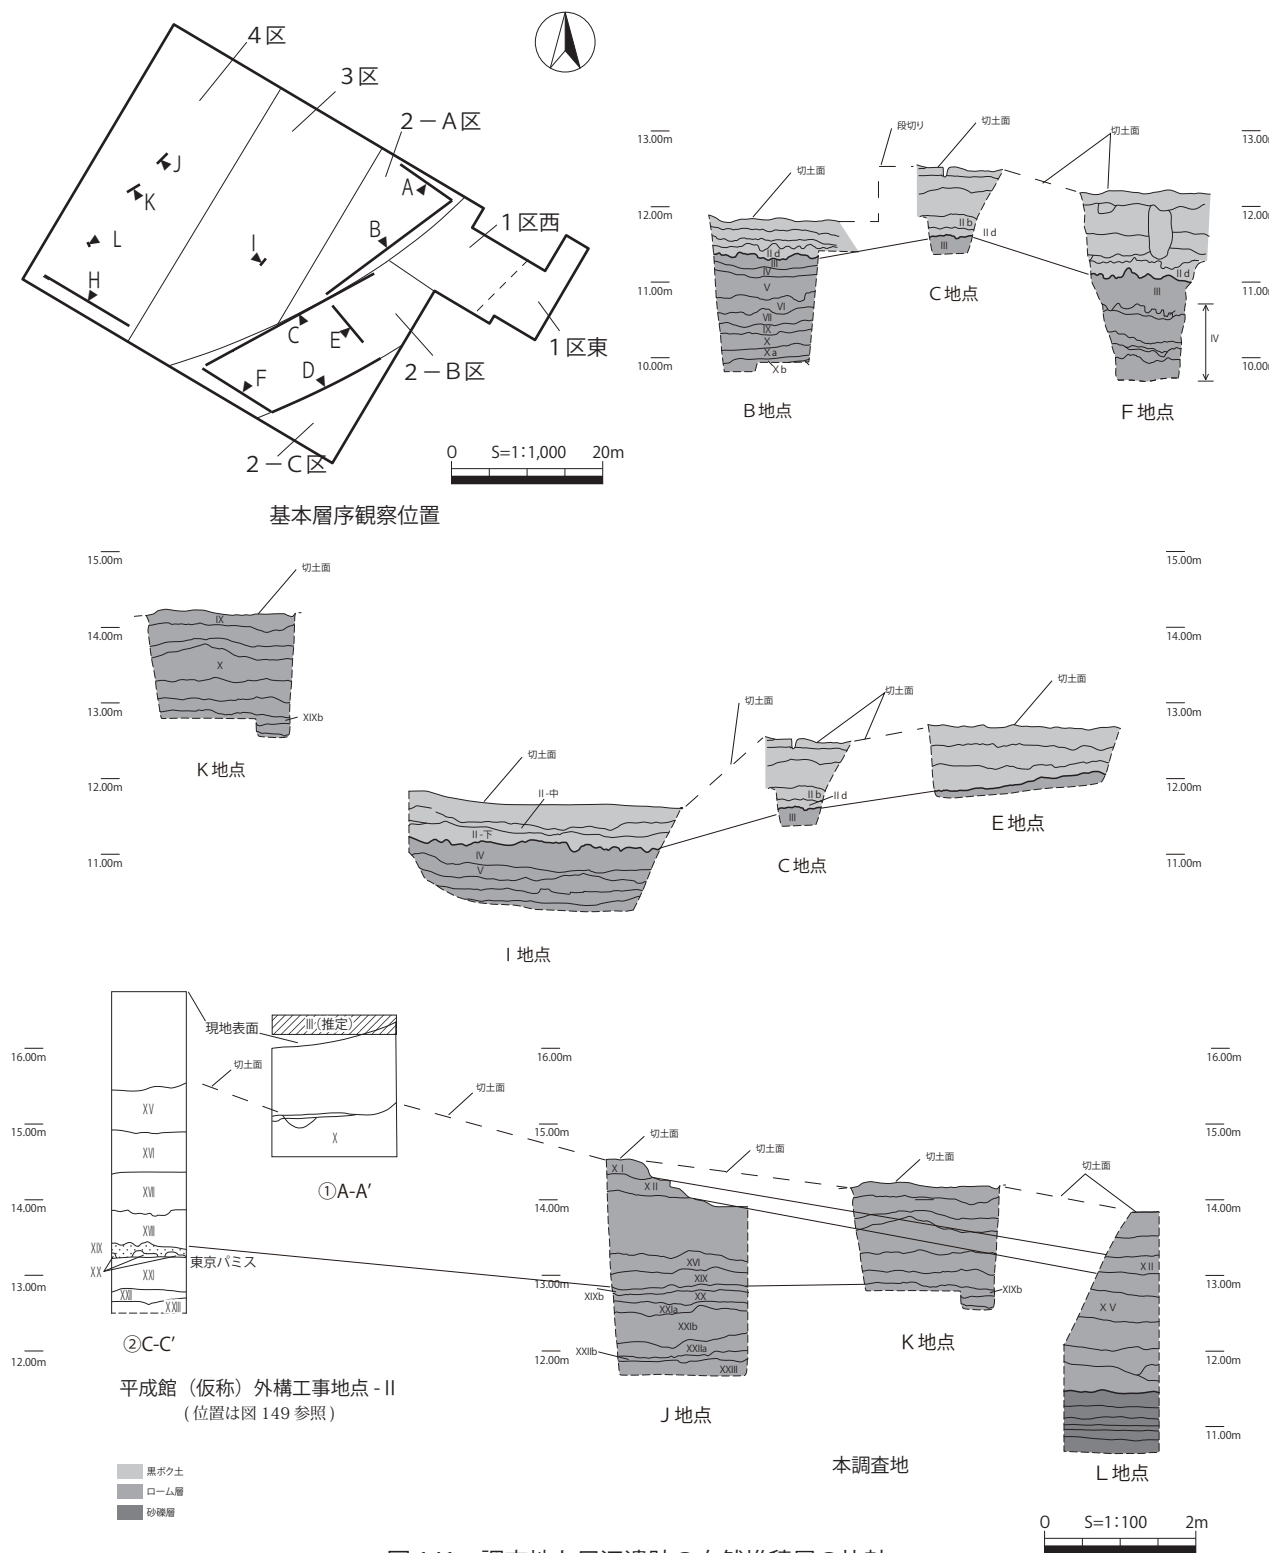 4区
3区
2－A区
1区西
1区東
2－B区
2－C区
A
B
C
D
E
F
H
I
J
K
L
0 S=1:1,000 20m
基本層序観察位置
13.00m
12.00m
11.00m
10.00m
切土面
段切り
切土面
切土面
Ⅱd
Ⅲ
Ⅳ
Ⅴ
Ⅵ
Ⅶ
Ⅸ
Ⅹ
Ⅹa
Ⅹb
B地点
Ⅱb
Ⅱd
Ⅲ
C地点
Ⅱd
Ⅲ
Ⅳ
F地点
13.00m
12.00m
11.00m
10.00m
15.00m
14.00m
13.00m
12.00m
11.00m
切土面
Ⅸ
Ⅹ
XIXb
K地点
切土面
Ⅱ-中
Ⅱ-下
Ⅳ
Ⅴ
I地点
切土面
切土面
Ⅱb
Ⅱd
Ⅲ
C地点
切土面
E地点
15.00m
14.00m
13.00m
12.00m
11.00m
16.00m
15.00m
14.00m
13.00m
12.00m
現地表面
切土面
XV
XVI
XVII
XVIII
XIX
XX
東京パミス
XXI
XXII
XXIII
②C-C’
Ⅲ(推定)
X
①A-A’
平成館（仮称）外構工事地点 -Ⅱ
( 位置は図 149 参照 )
切土面
16.00m
15.00m
14.00m
13.00m
12.00m
切土面
XI
XII
XVI
XIX
XIXb
XX
XXIa
XXIb
XXIIa
XXIIb
XXIII
J地点
切土面
切土面
XIXb
K地点
切土面
XII
XV
L地点
16.00m
15.00m
14.00m
13.00m
12.00m
11.00m
本調査地
黒ボク土
ローム層
砂礫層
0 S=1:100 2m